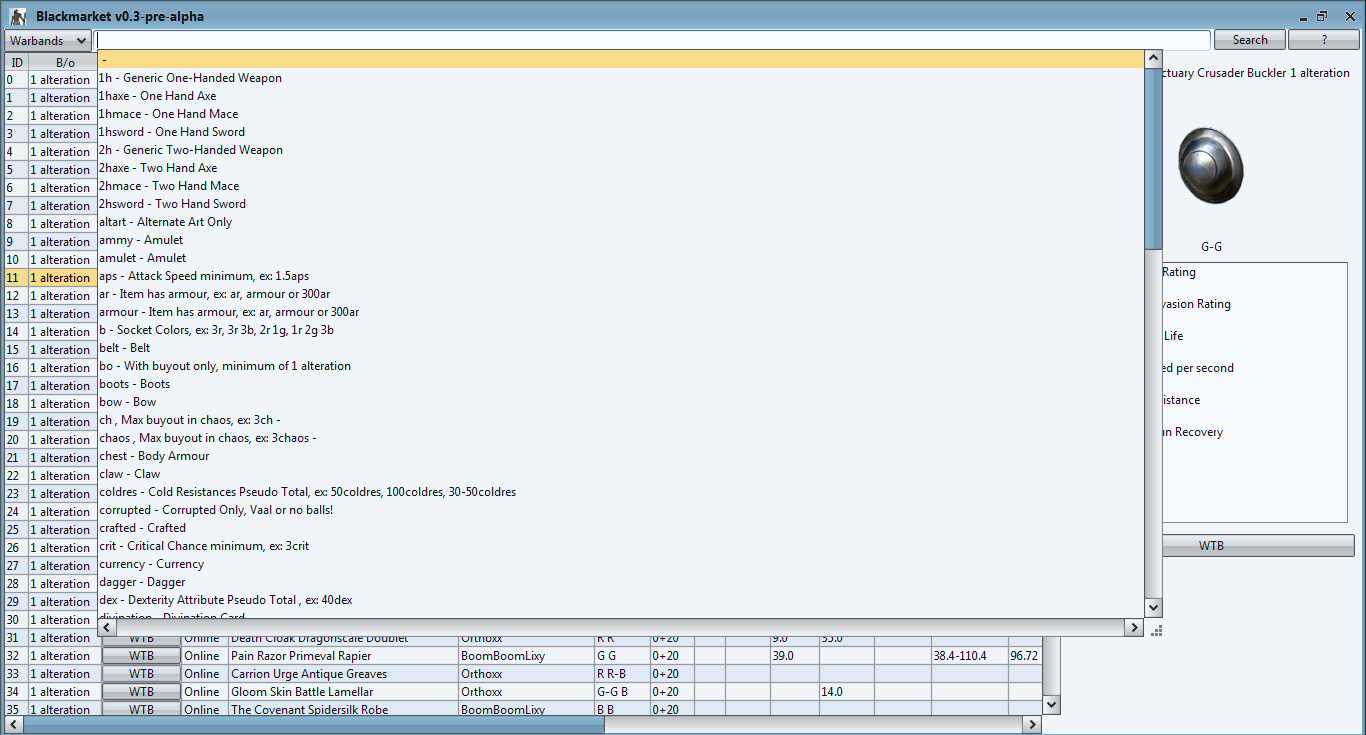 Blackmarket v0.3-pre-alpha
Warbands Search ?
ID B/o
-
0 1 alteration 1h - Generic One-Handed Weapon
1 1 alteration 1haxe - One Hand Axe
2 1 alteration 1hmace - One Hand Mace
3 1 alteration 1hsword - One Hand Sword
4 1 alteration 2h - Generic Two-Handed Weapon
5 1 alteration 2haxe - Two Hand Axe
6 1 alteration 2hmace - Two Hand Mace
7 1 alteration 2hsword - Two Hand Sword
8 1 alteration altart - Alternate Art Only
9 1 alteration ammy - Amulet
10 1 alteration amulet - Amulet
11 1 alteration aps - Attack Speed minimum, ex: 1.5aps
12 1 alteration ar - Item has armour, ex: ar, armour or 300ar
13 1 alteration armour - Item has armour, ex: ar, armour or 300ar
14 1 alteration b - Socket Colors, ex: 3r, 3r 3b, 2r 1g, 1r 2g 3b
15 1 alteration belt - Belt
16 1 alteration bo - With buyout only, minimum of 1 alteration
17 1 alteration boots - Boots
18 1 alteration bow - Bow
19 1 alteration ch , Max buyout in chaos, ex: 3ch -
20 1 alteration chaos , Max buyout in chaos, ex: 3chaos -
21 1 alteration chest - Body Armour
22 1 alteration claw - Claw
23 1 alteration coldres - Cold Resistances Pseudo Total, ex: 50coldres, 100coldres, 30-50coldres
24 1 alteration corrupted - Corrupted Only, Vaal or no balls!
25 1 alteration crafted - Crafted
26 1 alteration crit - Critical Chance minimum, ex: 3crit
27 1 alteration currency - Currency
28 1 alteration dagger - Dagger
29 1 alteration dex - Dexterity Attribute Pseudo Total , ex: 40dex
30 1 alteration divination - Divination Card
31 1 alteration WTB Online Death Cloak Dragonscale Doublet Orthoxx R R 0+20 9.0 35.0
32 1 alteration WTB Online Pain Razor Primeval Rapier BoomBoomLixy G G 0+20 39.0 38.4-110.4 96.72
33 1 alteration WTB Online Carrion Urge Antique Greaves Orthoxx R R-B 0+20
34 1 alteration WTB Online Gloom Skin Battle Lamellar Orthoxx G-G B 0+20 14.0
35 1 alteration WTB Online The Covenant Spidersilk Robe BoomBoomLixy B B 0+20
ctuary Crusader Buckler 1 alteration
G-G
Rating
vasion Rating
Life
ed per second
istance
un Recovery
WTB